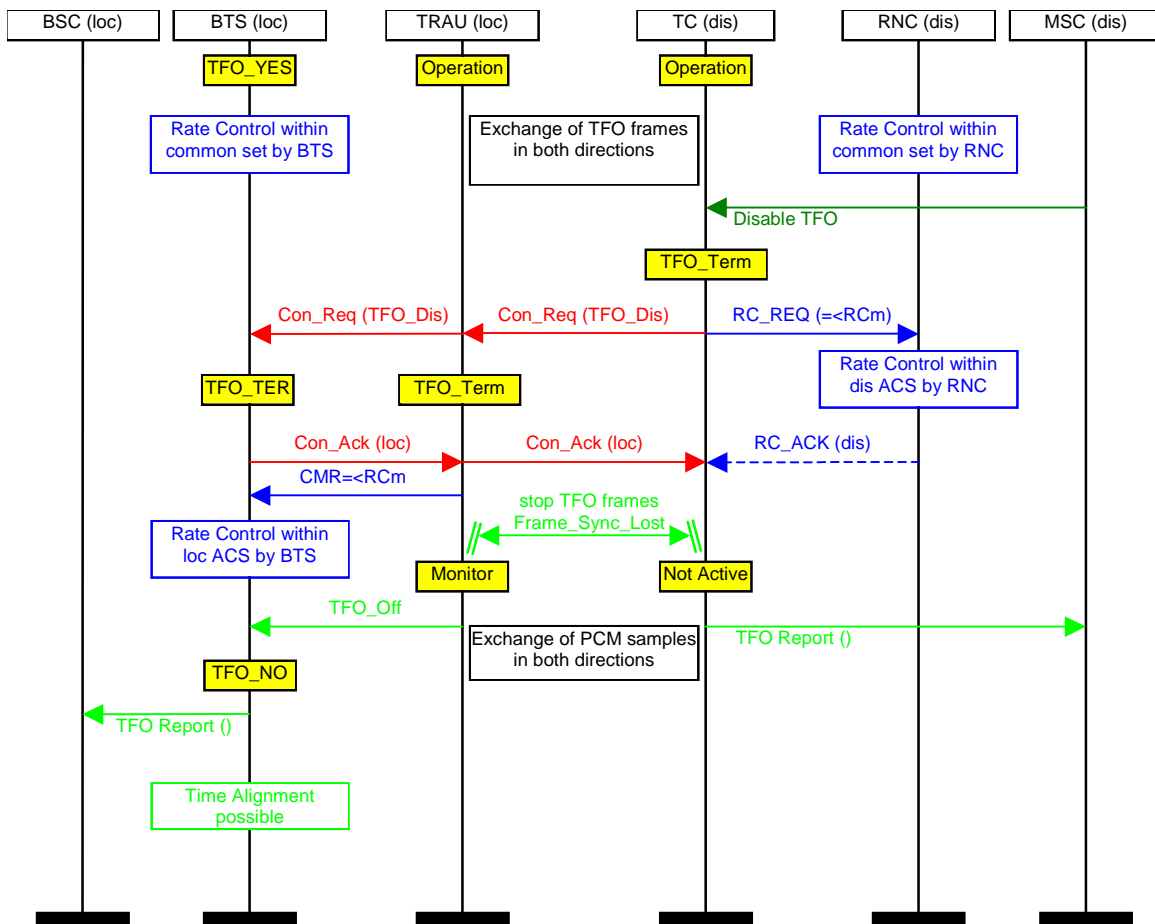 BSC (loc)
BTS (loc)
TRAU (loc)
TC (dis)
RNC (dis)
MSC (dis)
TFO_YES
Operation
Operation
Rate Control within
common set by BTS
Exchange of TFO frames
in both directions
Rate Control within
common set by RNC
Disable TFO
TFO_Term
Con_Req (TFO_Dis)
Con_Req (TFO_Dis)
RC_REQ (=<RCm)
TFO_TER
TFO_Term
Rate Control within
dis ACS by RNC
Con_Ack (loc)
Con_Ack (loc)
RC_ACK (dis)
CMR=<RCm
stop TFO frames
Frame_Sync_Lost
Rate Control within
loc ACS by BTS
Monitor
Not Active
TFO_Off
Exchange of PCM samples
in both directions
TFO Report ()
TFO_NO
TFO Report ()
Time Alignment
possible